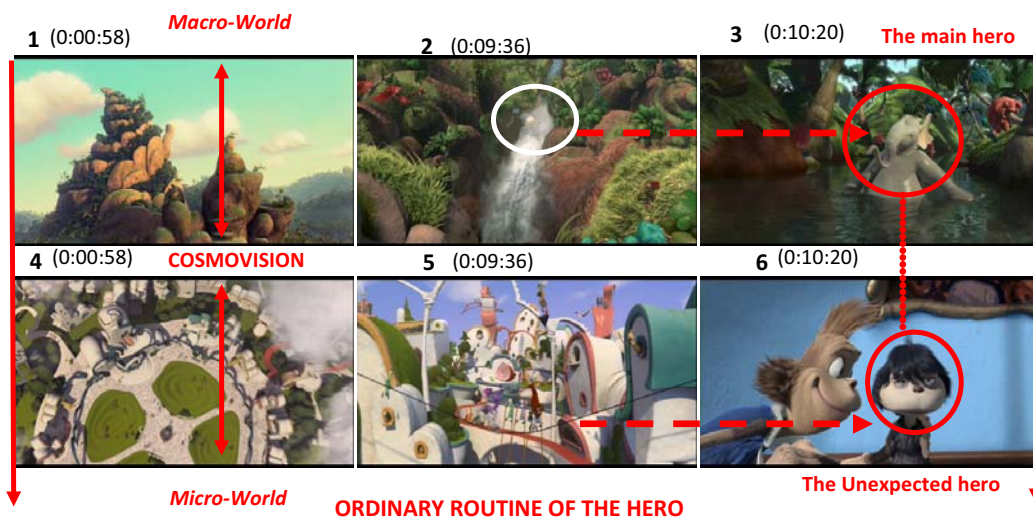 Macro-World
1 (0:00:58)
2 (0:09:36)
3 (0:10:20)
The main hero
4 (0:00:58)
COSMOVISION
5 (0:09:36)
6 (0:10:20)
Micro-World
ORDINARY ROUTINE OF THE HERO
The Unexpected hero